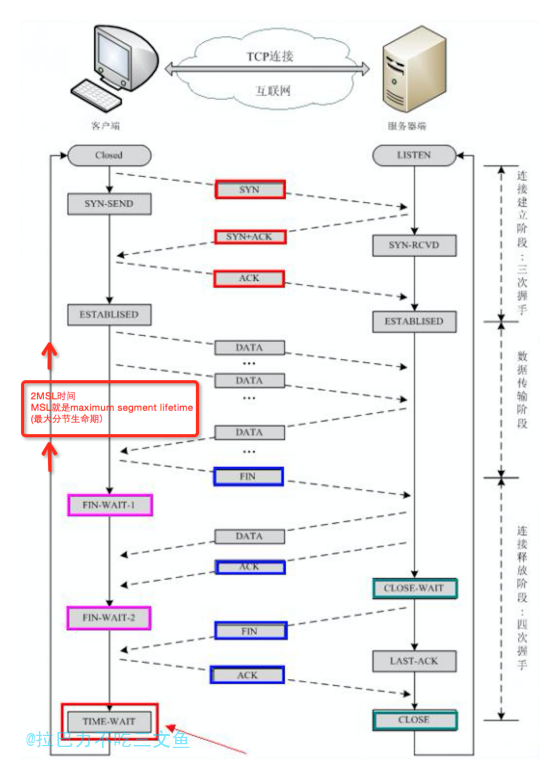 TCP连接
互联网
客户端
服务器端
Closed
LISTEN
SYN
SYN-SEND
SYN+ACK
SYN-RCVD
ACK
连接建立阶段：三次握手
ESTABLISED
ESTABLISED
DATA
...
DATA
...
数据传输阶段
2MSL时间
MSL就是maximum segment lifetime
(最大分节生命期）
DATA
...
FIN
FIN-WAIT-1
DATA
ACK
CLOSE-WAIT
连接释放阶段：四次握手
FIN-WAIT-2
FIN
LAST-ACK
ACK
TIME-WAIT
CLOSE
@拉巴力不吃三文鱼